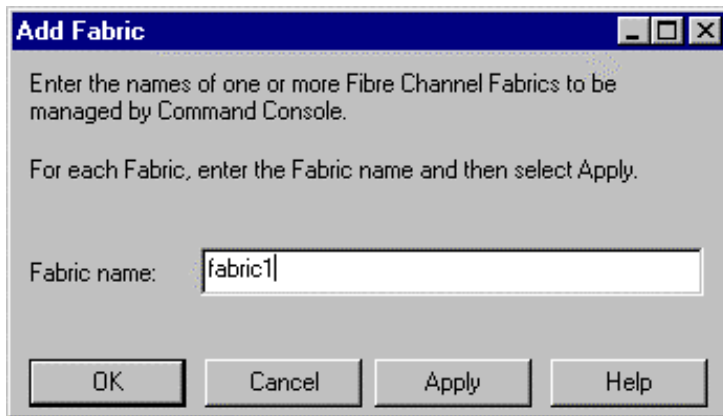 Add Fabric
Enter the names of one or more Fibre Channel Fabrics to be
managed by Command Console.
For each Fabric, enter the Fabric name and then select Apply.
Fabric name: fabric1
OK Cancel Apply Help